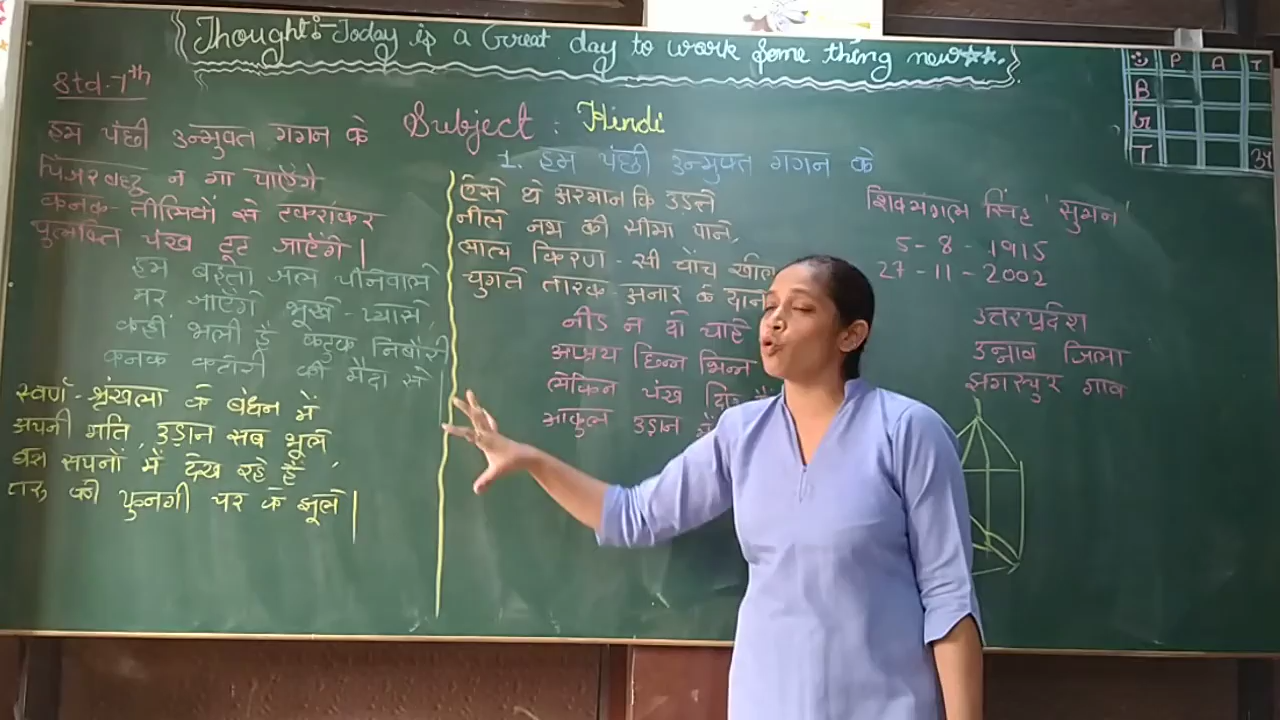 Thought:- Today is a Great day to work some thing new**.
Std-7th
Subject : Hindi
1. हम पंछी उन्मुक्त गगन के
हम पंछी उन्मुक्त गगन के
पिंजरबद्ध न गा पाएंगे
कनक-तीलियों से टकराकर
पुलकित पंख टूट जाएंगे|
हम बहता जल पीनेवाले
मर जाएंगे भूखे-प्यासे,
कहीं भली है कटुक निबौरी
कनक कटोरी की मैदा से|
स्वर्ण-श्रृंखला के बंधन में
अपनी गति, उड़ान सब भूले
बस सपनों में देख रहे हैं,
तरु की फुनगी पर के झूले|
ऐसे थे अरमान कि उड़ते
नीले नभ की सीमा पाने,
लाल किरण-सी चोंच खोल
चुगते तारक-अनार के दाने
नीड न दो चाहे
आश्रय छिन्न भिन्न
लेकिन पंख दिए हैं
आकुल उड़ान में
शिवमंगल सिंह 'सुमन'
5-8-1915
27-11-2002
उत्तरप्रदेश
उन्नाव जिला
झगरपुर गाव
P A T
B
G
T 34